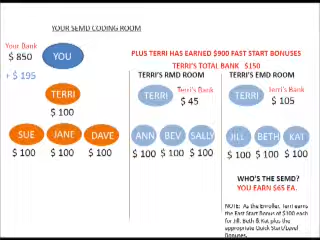 YOUR SEMD CODING ROOM
Your Bank
$ 850
+ $ 195
YOU
TERRI
$ 100
SUE JANE DAVE
$ 100 $ 100 $ 100
PLUS TERRI HAS EARNED $900 FAST START BONUSES
TERRI'S TOTAL BANK $150
TERRI'S RMD ROOM
TERRI
Terri's Bank
$ 45
ANN BEV SALLY
$ 100 $ 100 $ 100
TERRI'S EMD ROOM
TERRI
Terri's Bank
$ 105
JILL BETH KAT
$ 100 $ 100 $ 100
WHO'S THE SEMD?
YOU EARN $65 EA.
NOTE: As the Enroller, Terri earns
the Fast Start Bonus of $100 each
for Jill, Beth & Kat plus the
appropriate Quick Start/Level
Bonuses.